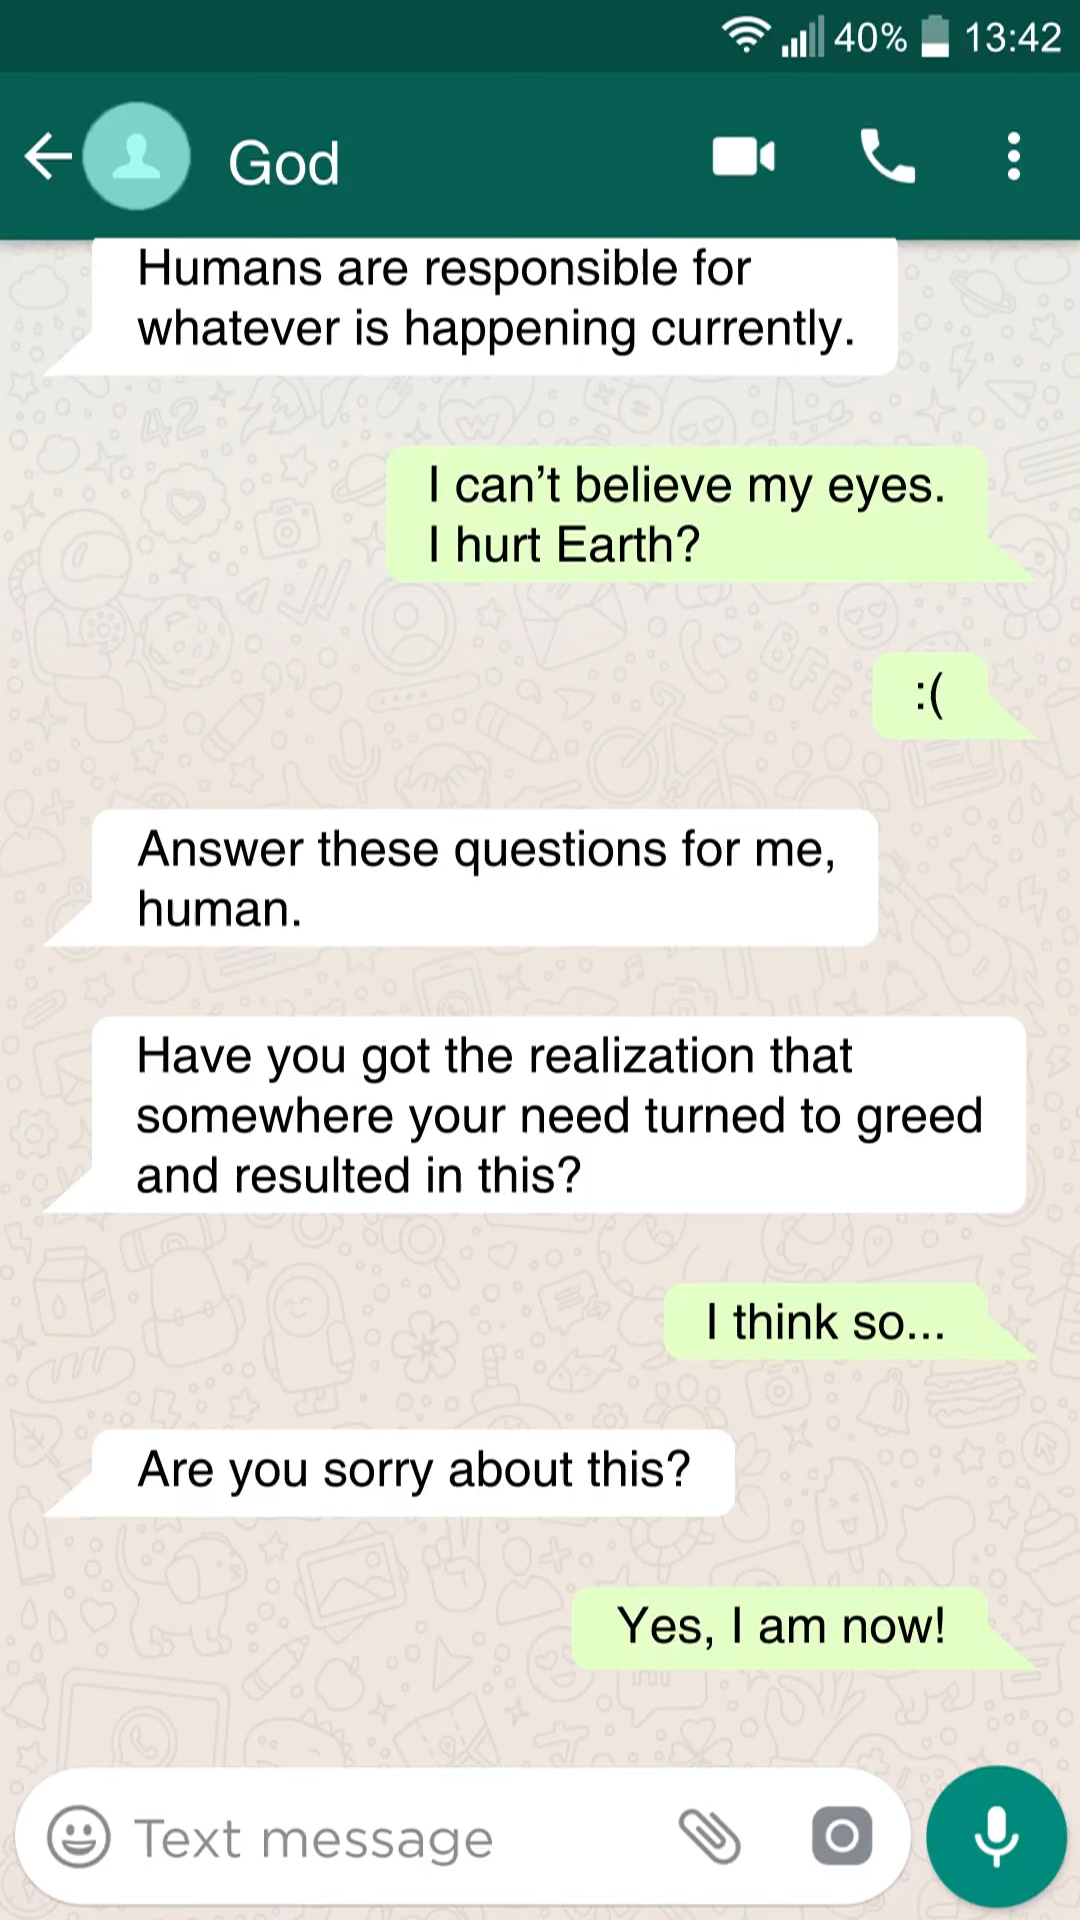 40% 13:42
God
Humans are responsible for
whatever is happening currently.
I can’t believe my eyes.
I hurt Earth?
:(
Answer these questions for me,
human.
Have you got the realization that
somewhere your need turned to greed
and resulted in this?
I think so...
Are you sorry about this?
Yes, I am now!
Text message